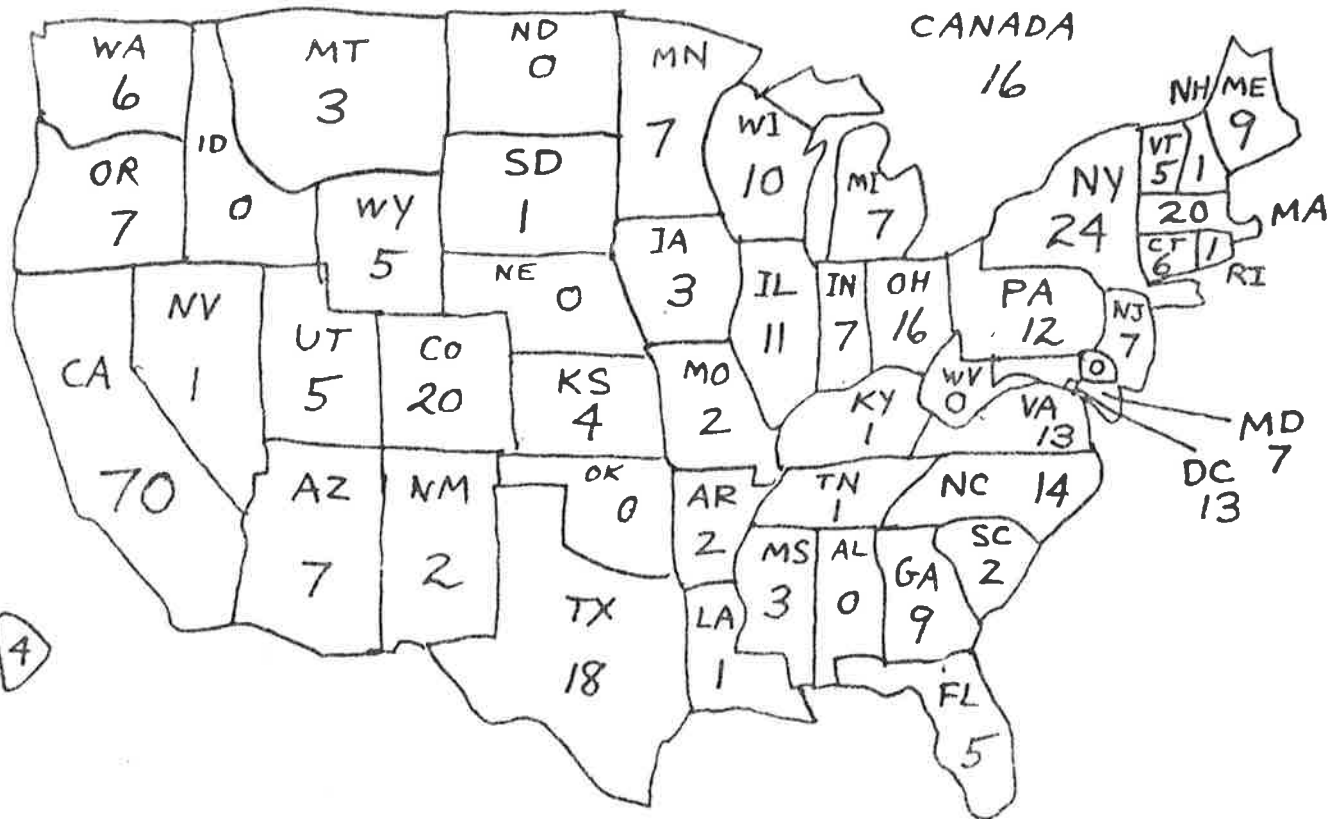 CANADA
16
WA
6
MT
3
ND
0
MN
7
OR
7
ID
0
WY
5
SD
1
WI
10
MI
7
NY
24
VT
5
NH
1
ME
9
20
MA
CT
6
1
RI
CA
70
NV
1
UT
5
CO
20
NE
0
IA
3
IL
11
IN
7
OH
16
PA
12
NJ
7
0
KS
4
MO
2
KY
1
WV
0
VA
13
MD
7
DC
13
AZ
7
NM
2
OK
0
AR
2
TN
1
NC 14
SC
2
TX
18
LA
1
MS
3
AL
0
GA
9
FL
5
4